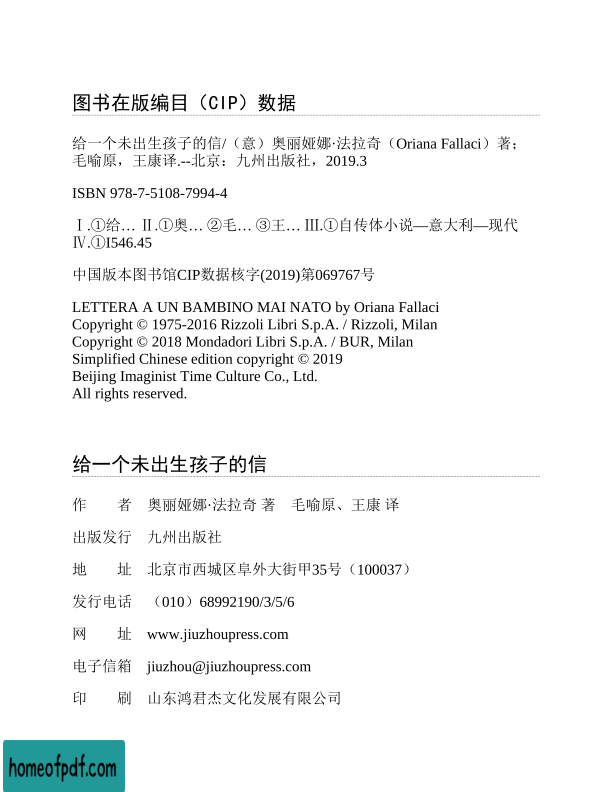 图书在版编目（CIP）数据
给一个未出生孩子的信/（意）奥丽娅娜·法拉奇（Oriana Fallaci）著；
毛喻原，王康译.--北京：九州出版社，2019.3
ISBN 978-7-5108-7994-4
Ⅰ.①给… Ⅱ.①奥… ②毛… ③王… Ⅲ.①自传体小说—意大利—现代
Ⅳ.①I546.45
中国版本图书馆CIP数据核字(2019)第069767号
LETTERA A UN BAMBINO MAI NATO by Oriana Fallaci
Copyright © 1975-2016 Rizzoli Libri S.p.A. / Rizzoli, Milan
Copyright © 2018 Mondadori Libri S.p.A. / BUR, Milan
Simplified Chinese edition copyright © 2019
Beijing Imaginist Time Culture Co., Ltd.
All rights reserved.
给一个未出生孩子的信
作　　者　奥丽娅娜·法拉奇 著　毛喻原、王康 译
出版发行　九州出版社
地　　址　北京市西城区阜外大街甲35号（100037）
发行电话　（010）68992190/3/5/6
网　　址　www.jiuzhoupress.com
电子信箱　jiuzhou@jiuzhoupress.com
印　　刷　山东鸿君杰文化发展有限公司
homeofpdf.com